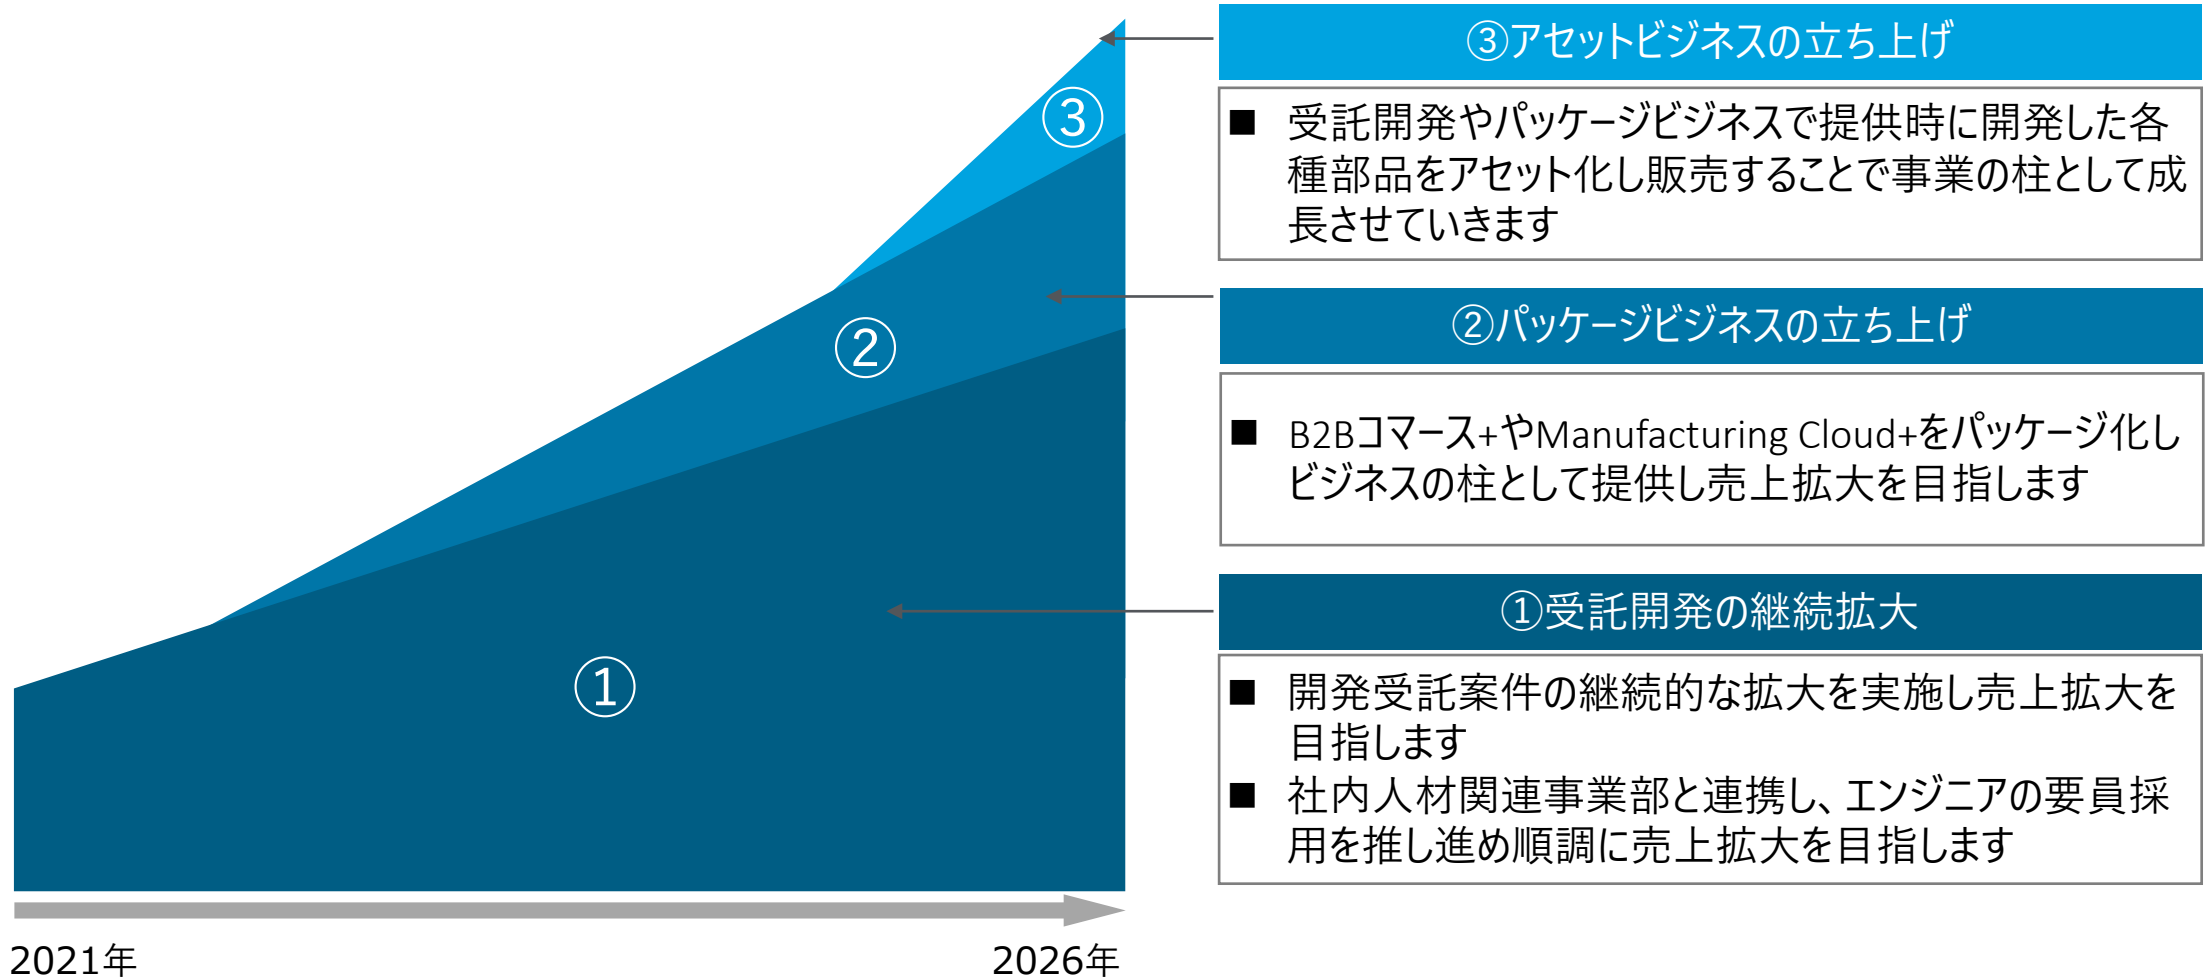 ③アセットビジネスの立ち上げ
■ 受託開発やパッケージビジネスで提供時に開発した各
種部品をアセット化し販売することで事業の柱として成
長させていきます
③
②パッケージビジネスの立ち上げ
②
■ B2Bコマース+やManufacturing Cloud+をパッケージ化し
ビジネスの柱として提供し売上拡大を目指します
①受託開発の継続拡大
①
■ 開発受託案件の継続的な拡大を実施し売上拡大を
目指します
■ 社内人材関連事業部と連携し、エンジニアの要員採
用を推し進め順調に売上拡大を目指します
2021年
2026年